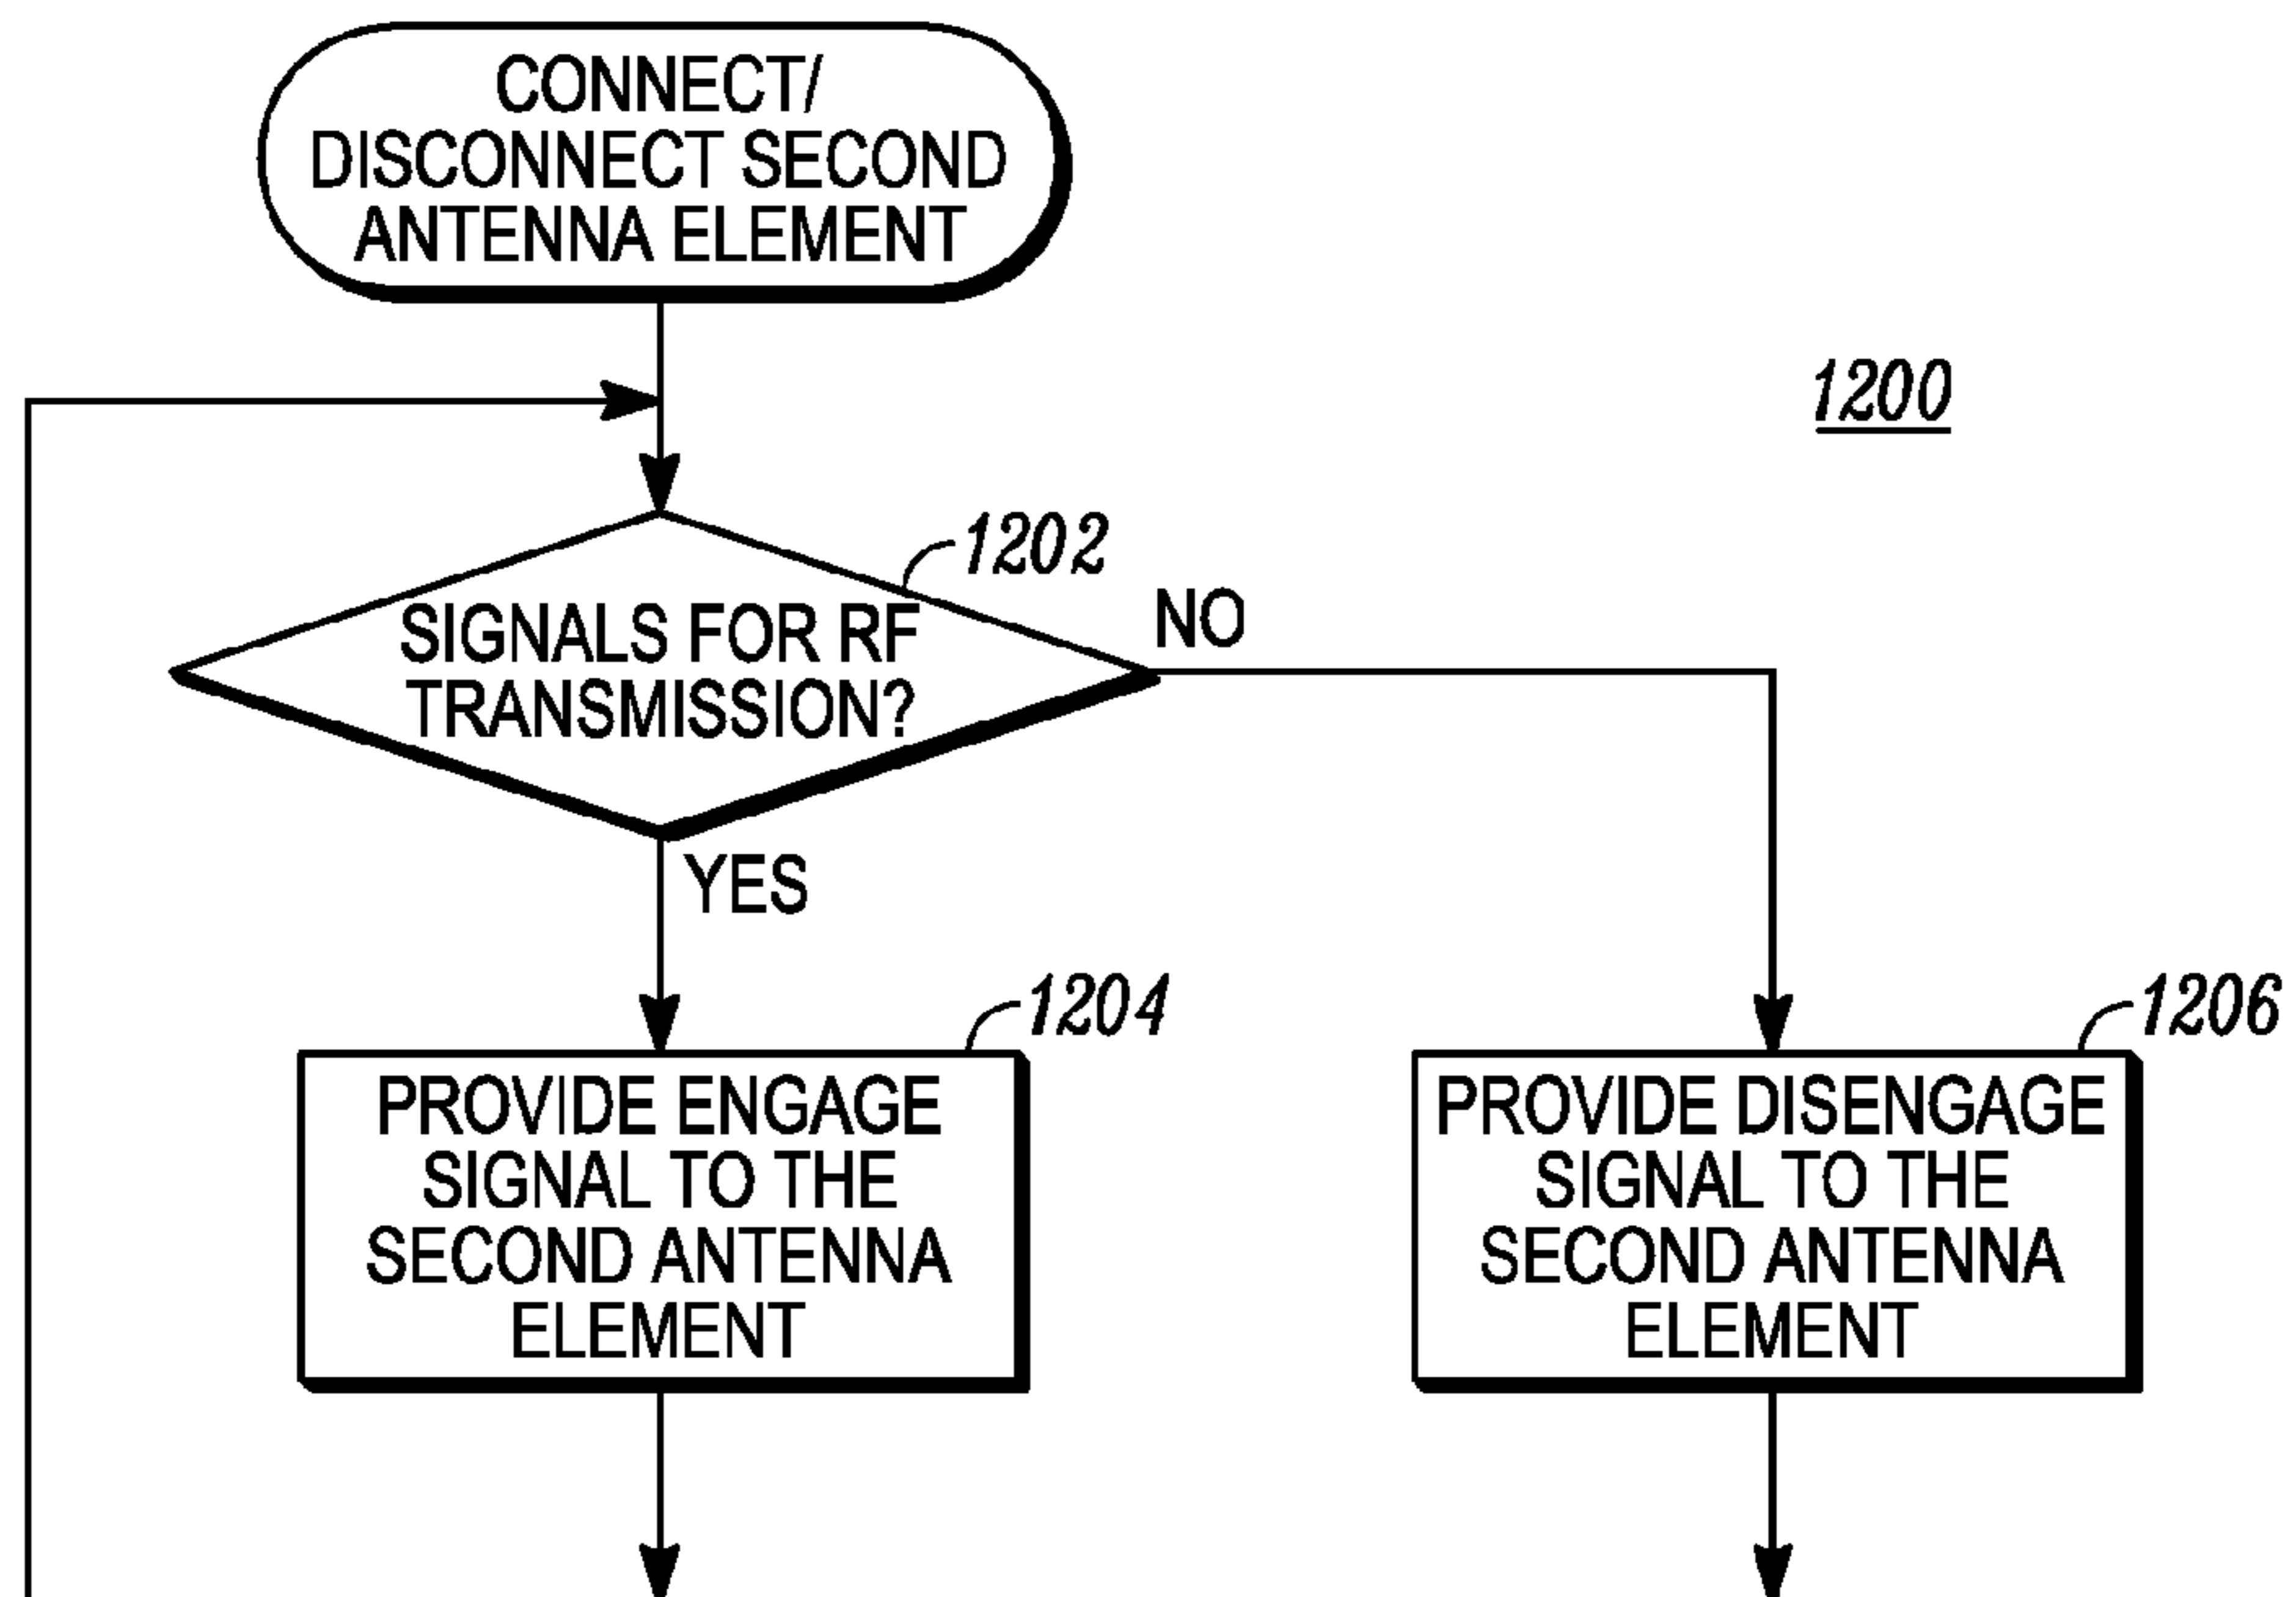 CONNECT/
DISCONNECT SECOND
ANTENNA ELEMENT
1200
1202
SIGNALS FOR RF
TRANSMISSION?
NO
YES
1204
PROVIDE ENGAGE
SIGNAL TO THE
SECOND ANTENNA
ELEMENT
1206
PROVIDE DISENGAGE
SIGNAL TO THE
SECOND ANTENNA
ELEMENT